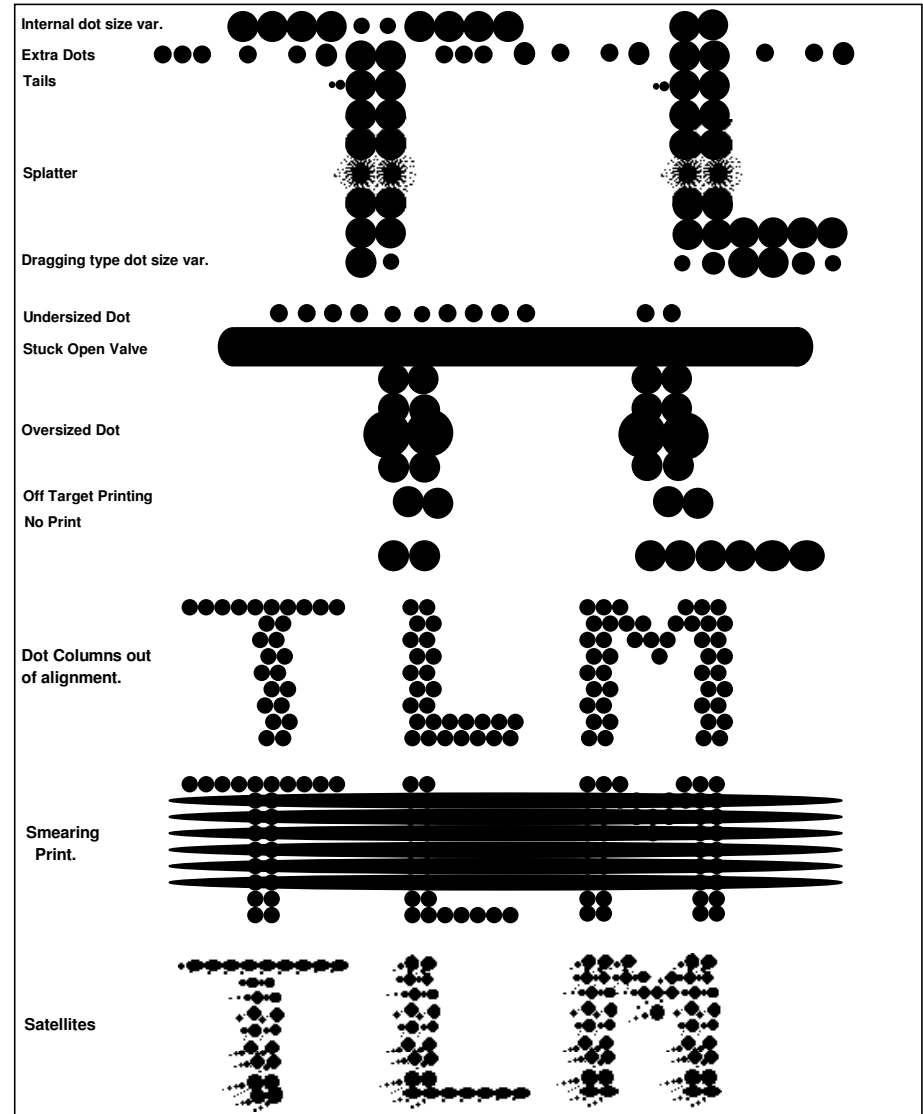 Internal dot size var.
Extra Dots
Tails
Splatter
Dragging type dot size var.
Undersized Dot
Stuck Open Valve
Oversized Dot
Off Target Printing
No Print
Dot Columns out
of alignment.
T L M
Smearing
Print.
T L M
Satellites
T L M